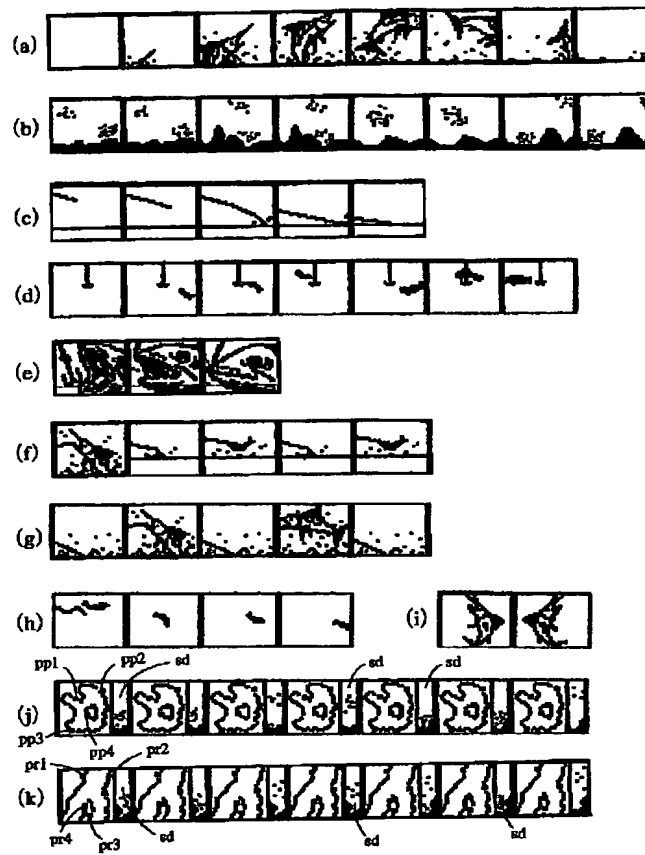 (a)
(b)
(c)
(d)
(e)
(f)
(g)
(h) (i)
pp1 pp2 sd sd sd
(j)
pp3 pp4
pr1 pr2
(k)
pr4 pr3 sd sd sd